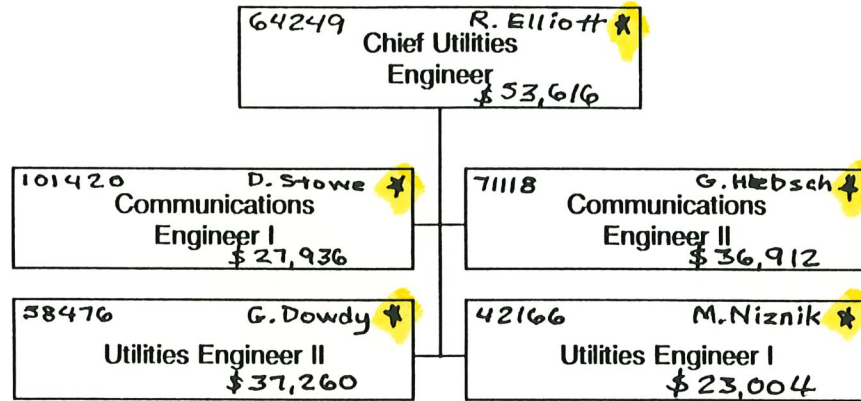 64249 R. Elliott
Chief Utilities
Engineer
$53,616
101420 D. Stowe
Communications
Engineer I
$27,936
71118 G. Hebsch
Communications
Engineer II
$36,912
58476 G. Dowdy
Utilities Engineer II
$37,260
42166 M. Niznik
Utilities Engineer I
$23,004